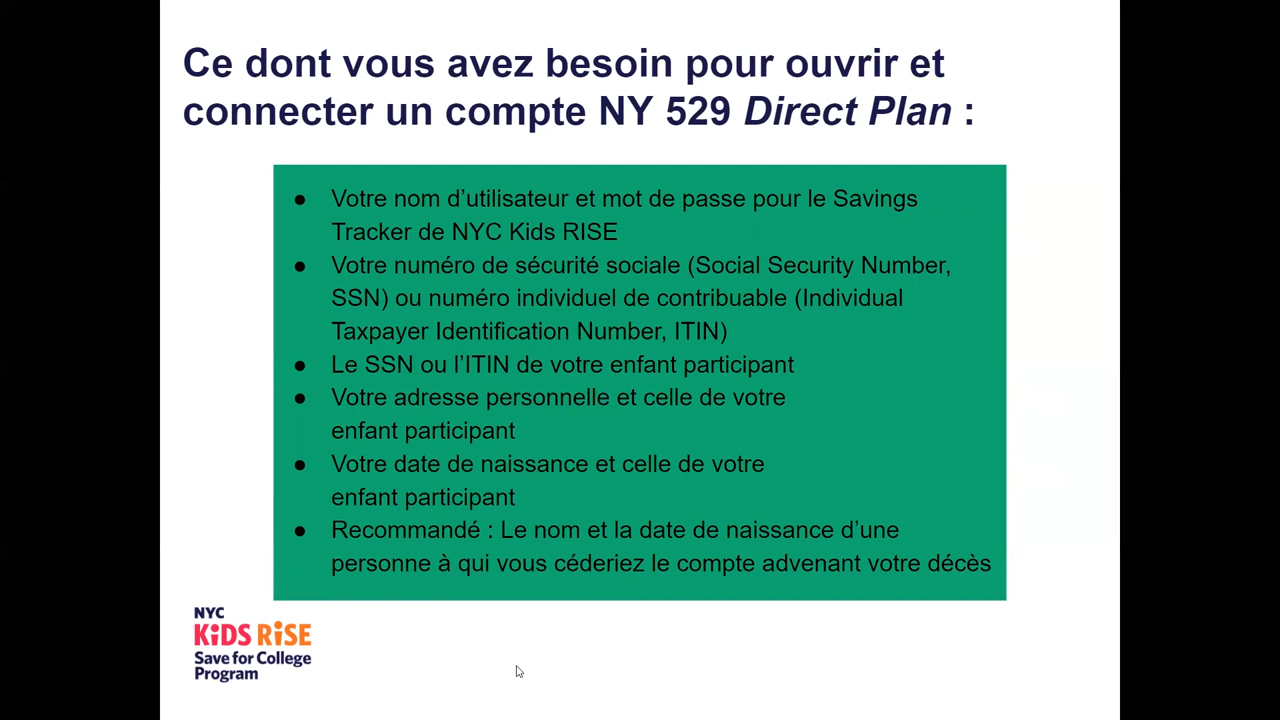 Ce dont vous avez besoin pour ouvrir et
connecter un compte NY 529 Direct Plan :
● Votre nom d’utilisateur et mot de passe pour le Savings
Tracker de NYC Kids RISE
● Votre numéro de sécurité sociale (Social Security Number,
SSN) ou numéro individuel de contribuable (Individual
Taxpayer Identification Number, ITIN)
● Le SSN ou l’ITIN de votre enfant participant
● Votre adresse personnelle et celle de votre
enfant participant
● Votre date de naissance et celle de votre
enfant participant
● Recommandé : Le nom et la date de naissance d’une
personne à qui vous céderiez le compte advenant votre décès
NYC
KiDS RiSE
Save for College
Program